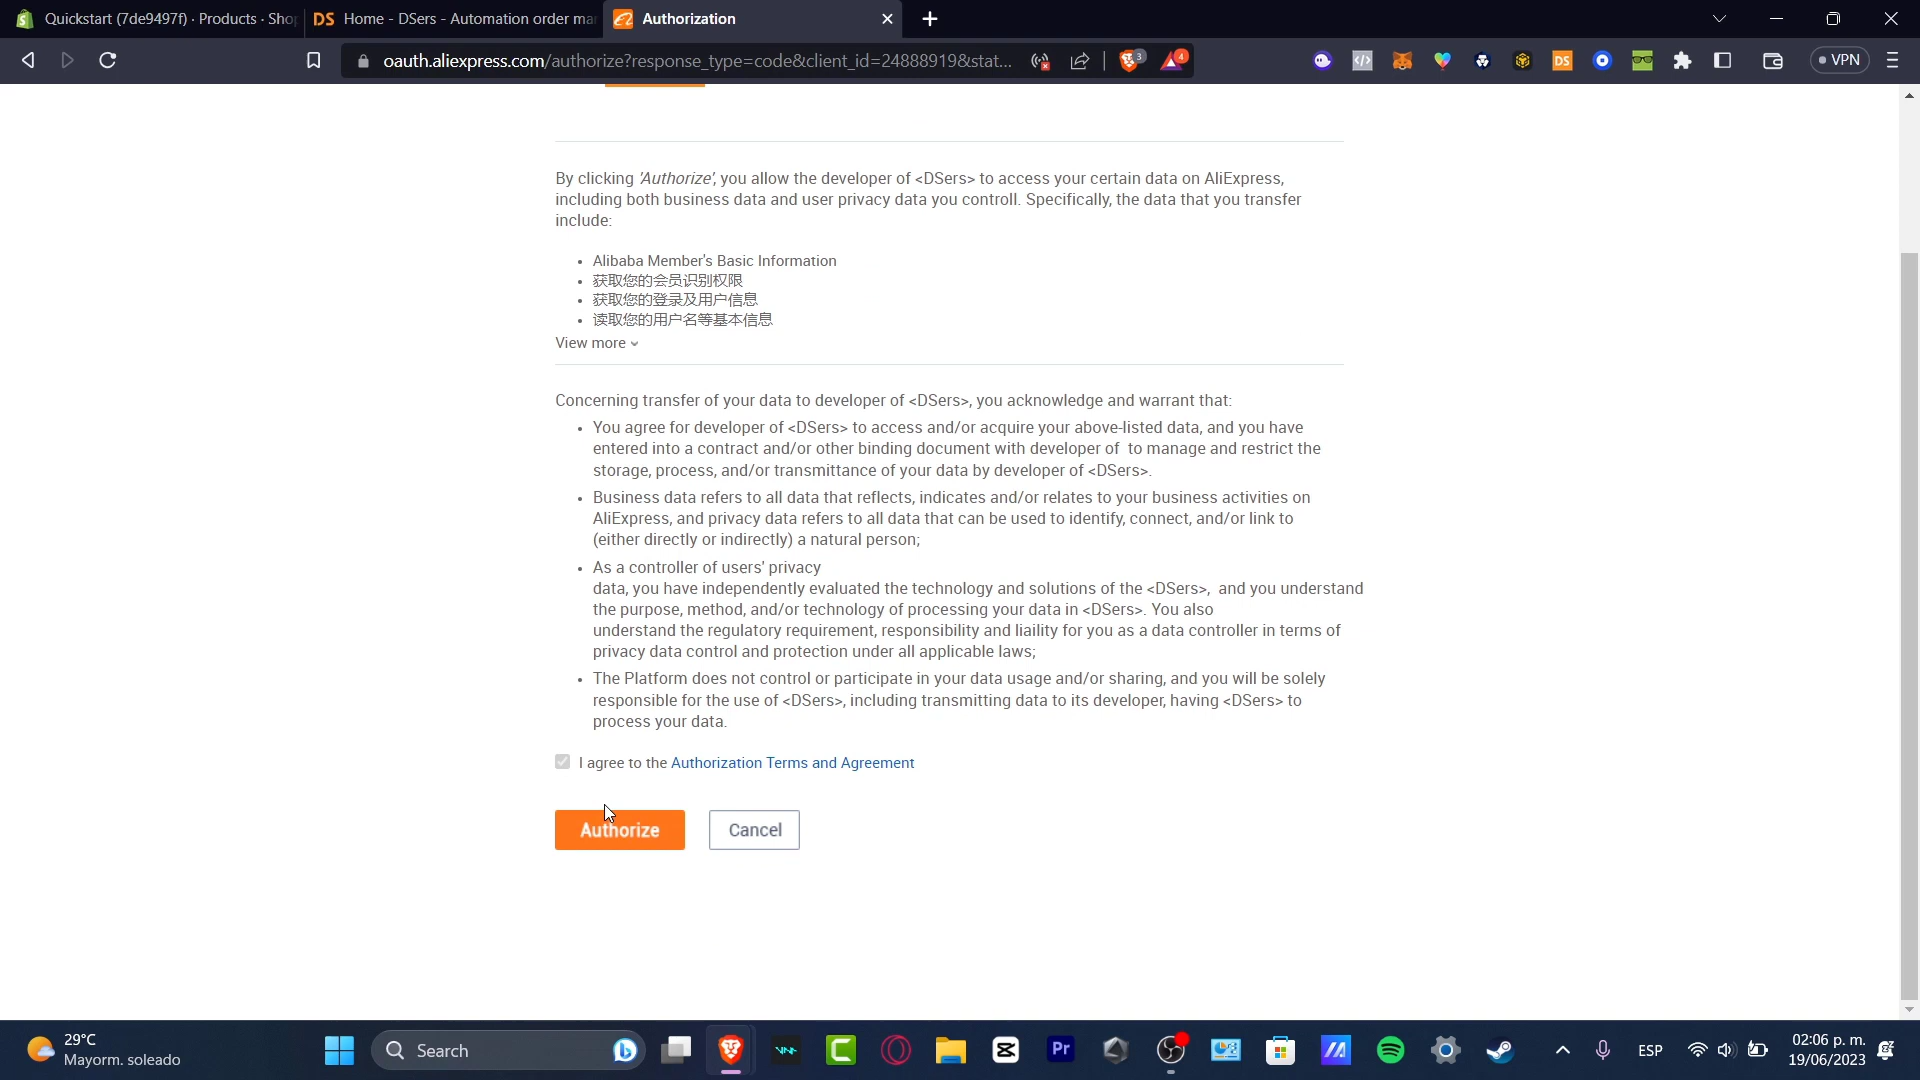 Quickstart (7de9497f) · Products · Sho
DS Home - DSers - Automation order ma
Authorization
oauth.aliexpress.com/authorize?response_type=code&client_id=24888919&stat...
3
4
DS
VPN
By clicking 'Authorize', you allow the developer of <DSers> to access your certain data on AliExpress,
including both business data and user privacy data you controll. Specifically, the data that you transfer
include:
Alibaba Member's Basic Information
获取您的会员识别权限
获取您的登录及用户信息
读取您的用户名等基本信息
View more
Concerning transfer of your data to developer of <DSers>, you acknowledge and warrant that:
You agree for developer of <DSers> to access and/or acquire your above-listed data, and you have
entered into a contract and/or other binding document with developer of to manage and restrict the
storage, process, and/or transmittance of your data by developer of <DSers>.
Business data refers to all data that reflects, indicates and/or relates to your business activities on
AliExpress, and privacy data refers to all data that can be used to identify, connect, and/or link to
(either directly or indirectly) a natural person;
As a controller of users' privacy
data, you have independently evaluated the technology and solutions of the <DSers>, and you understand
the purpose, method, and/or technology of processing your data in <DSers>. You also
understand the regulatory requirement, responsibility and liaility for you as a data controller in terms of
privacy data control and protection under all applicable laws;
The Platform does not control or participate in your data usage and/or sharing, and you will be solely
responsible for the use of <DSers>, including transmitting data to its developer, having <DSers> to
process your data.
I agree to the Authorization Terms and Agreement
Authorize
Cancel
29°C
Mayorm. soleado
Search
Pr
ESP
02:06 p. m.
19/06/2023